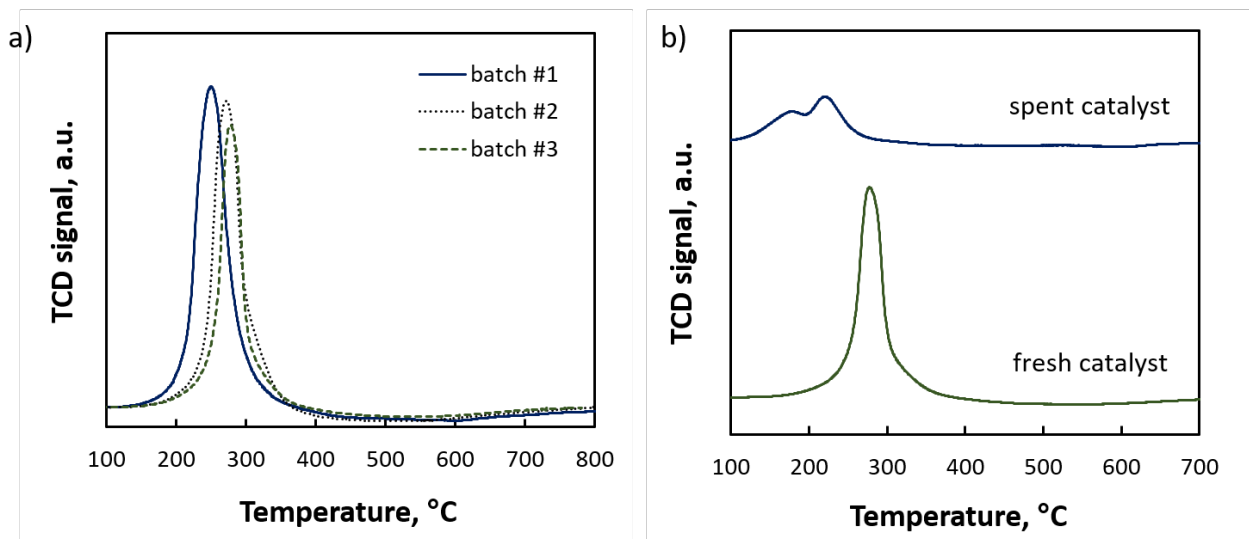 a)
TCD signal, a.u.
batch #1
batch #2
batch #3
100 200 300 400 500 600 700 800
Temperature, °C
b)
TCD signal, a.u.
spent catalyst
fresh catalyst
100 200 300 400 500 600 700
Temperature, °C